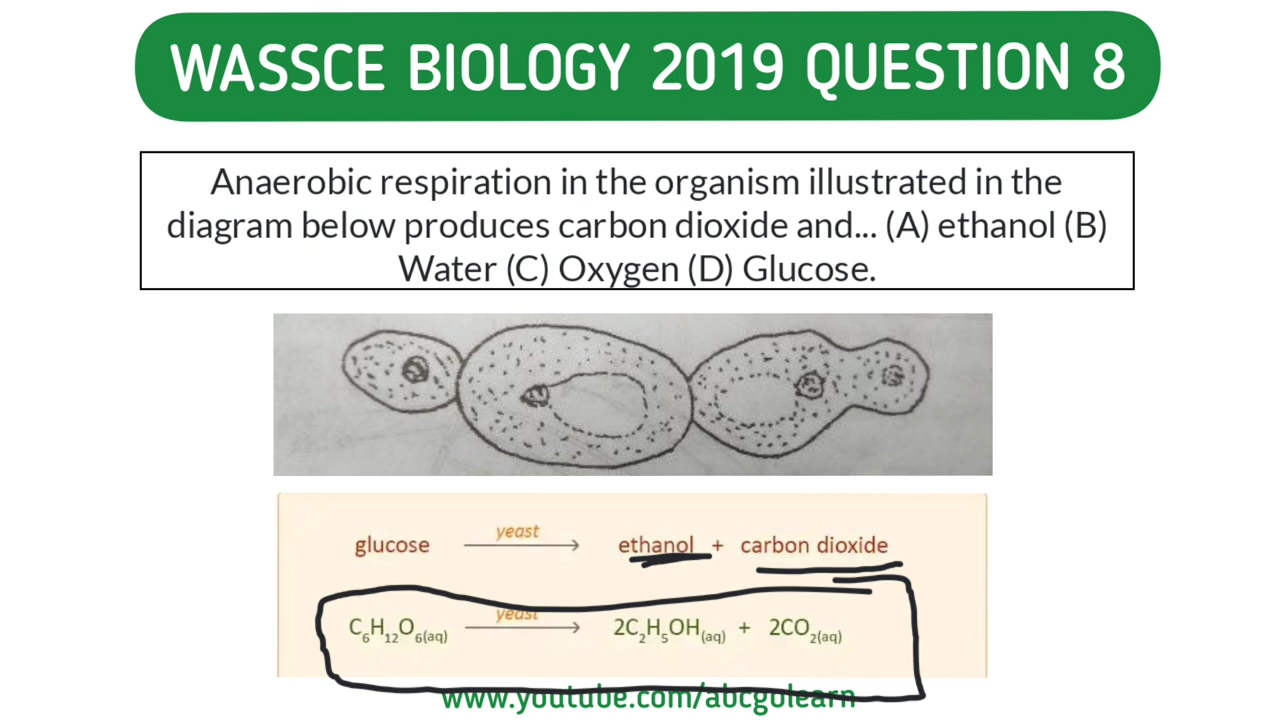 WASSCE BIOLOGY 2019 QUESTION 8
Anaerobic respiration in the organism illustrated in the
diagram below produces carbon dioxide and... (A) ethanol (B)
Water (C) Oxygen (D) Glucose.
glucose yeast ethanol + carbon dioxide
C₆H₁₂O₆(aq) yeast 2C₂H₅OH(aq) + 2CO₂(aq)
www.youtube.com/abcgolearn